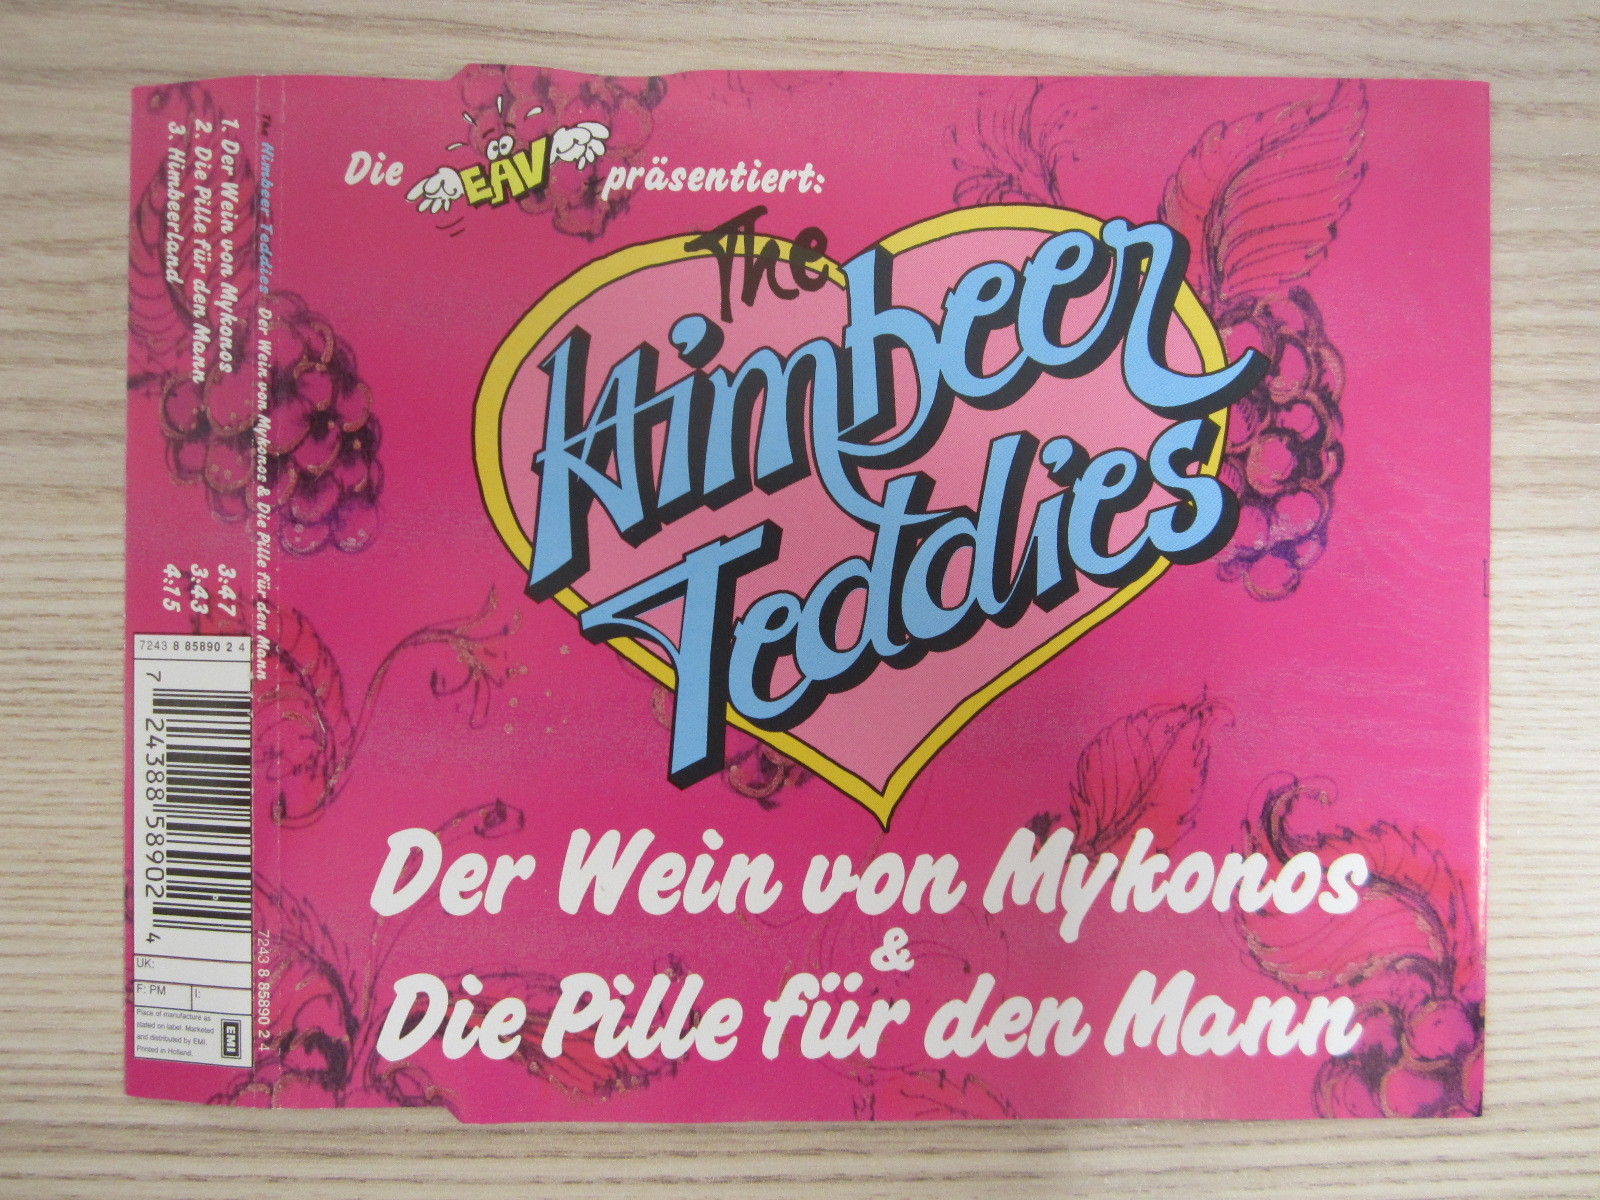 Die EAV präsentiert:
The
Himbeer
Teddies
Der Wein von Mykonos
&
Die Pille für den Mann
The Himbeer Teddies Der Wein von Mykonos & Die Pille für den Mann 7243 8 85890 2 4
1. Der Wein von Mykonos 3:47
2. Die Pille für den Mann 3:43
3. Himbeerland 4:15
7243 8 85890 2 4
7 24388 58902 4
UK:
F: PM I:
Place of manufacture as
stated on label. Marketed
and distributed by EMI.
Printed in Holland.
EMI